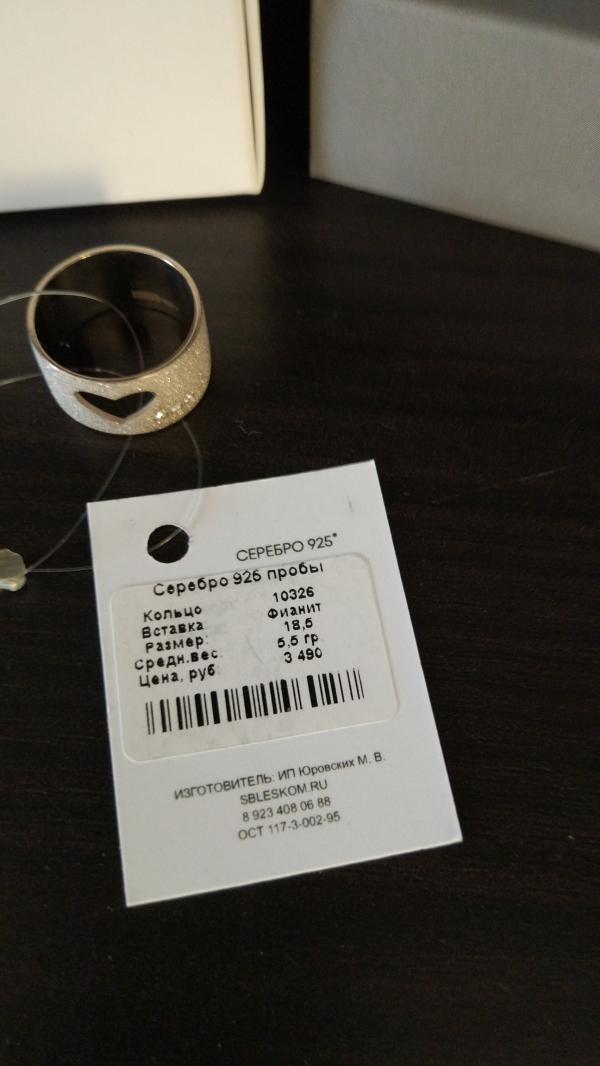 СЕРЕБРО 925°
Серебро 925 пробы
Кольцо 10326
Вставка: Фианит
Размер: 18,5
Средн.вес: 5,5 гр
Цена, руб: 3 490
ИЗГОТОВИТЕЛЬ: ИП Юровских М. В.
SBLESKOM.RU
8 923 408 06 88
ОСТ 117-3-002-95